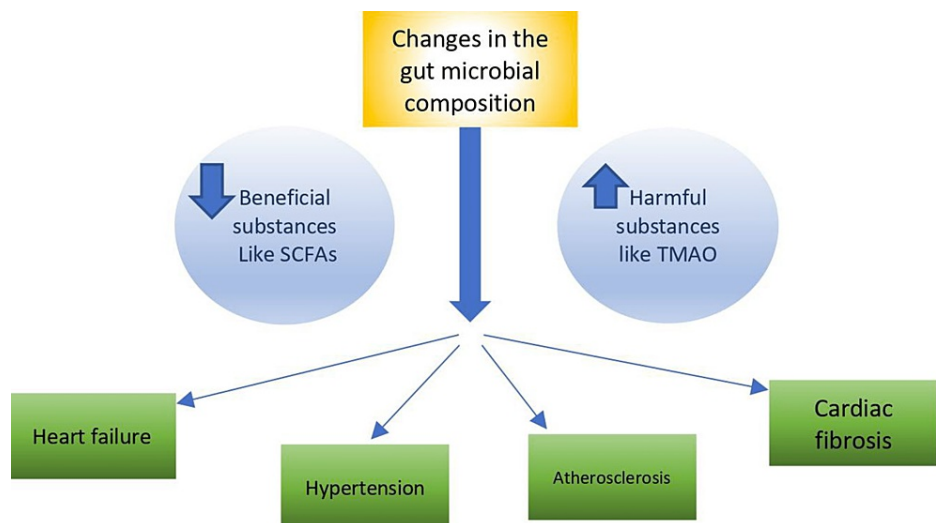 Changes in the
gut microbial
composition
Beneficial
substances
Like SCFAs
Harmful
substances
like TMAO
Heart failure
Hypertension
Atherosclerosis
Cardiac
fibrosis